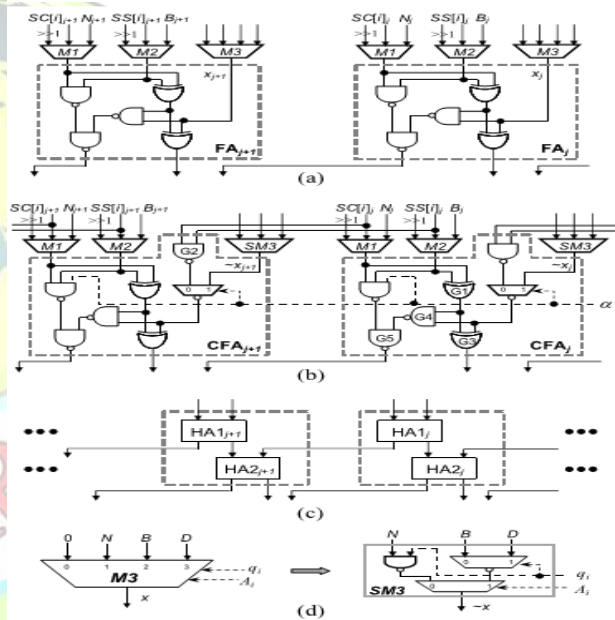 SC[i]j+1 Nj+1 SS[i]j+1 Bj+1 SC[i]j Nj SS[i]j Bj
>>1 >>1 >>1 >>1
M1 M2 M3 M1 M2 M3
xj+1 xj
FAj+1 FAj
(a)
SC[i]j+1 Nj+1 SS[i]j+1 Bj+1 SC[i]j Nj SS[i]j Bj
>>1 >>1 >>1 >>1
M1 M2 G2 SM3 M1 M2 SM3
~xj+1 ~xj
0 1 G1 0 1
α
G4
G5 G3
CFAj+1 CFAj
(b)
HA1j+1 HA1j
HA2j+1 HA2j
(c)
0 N B D N B D
0 1 2 3 0 1
M3 qi qi
Ai 0 1 Ai
SM3
x ~x
(d)